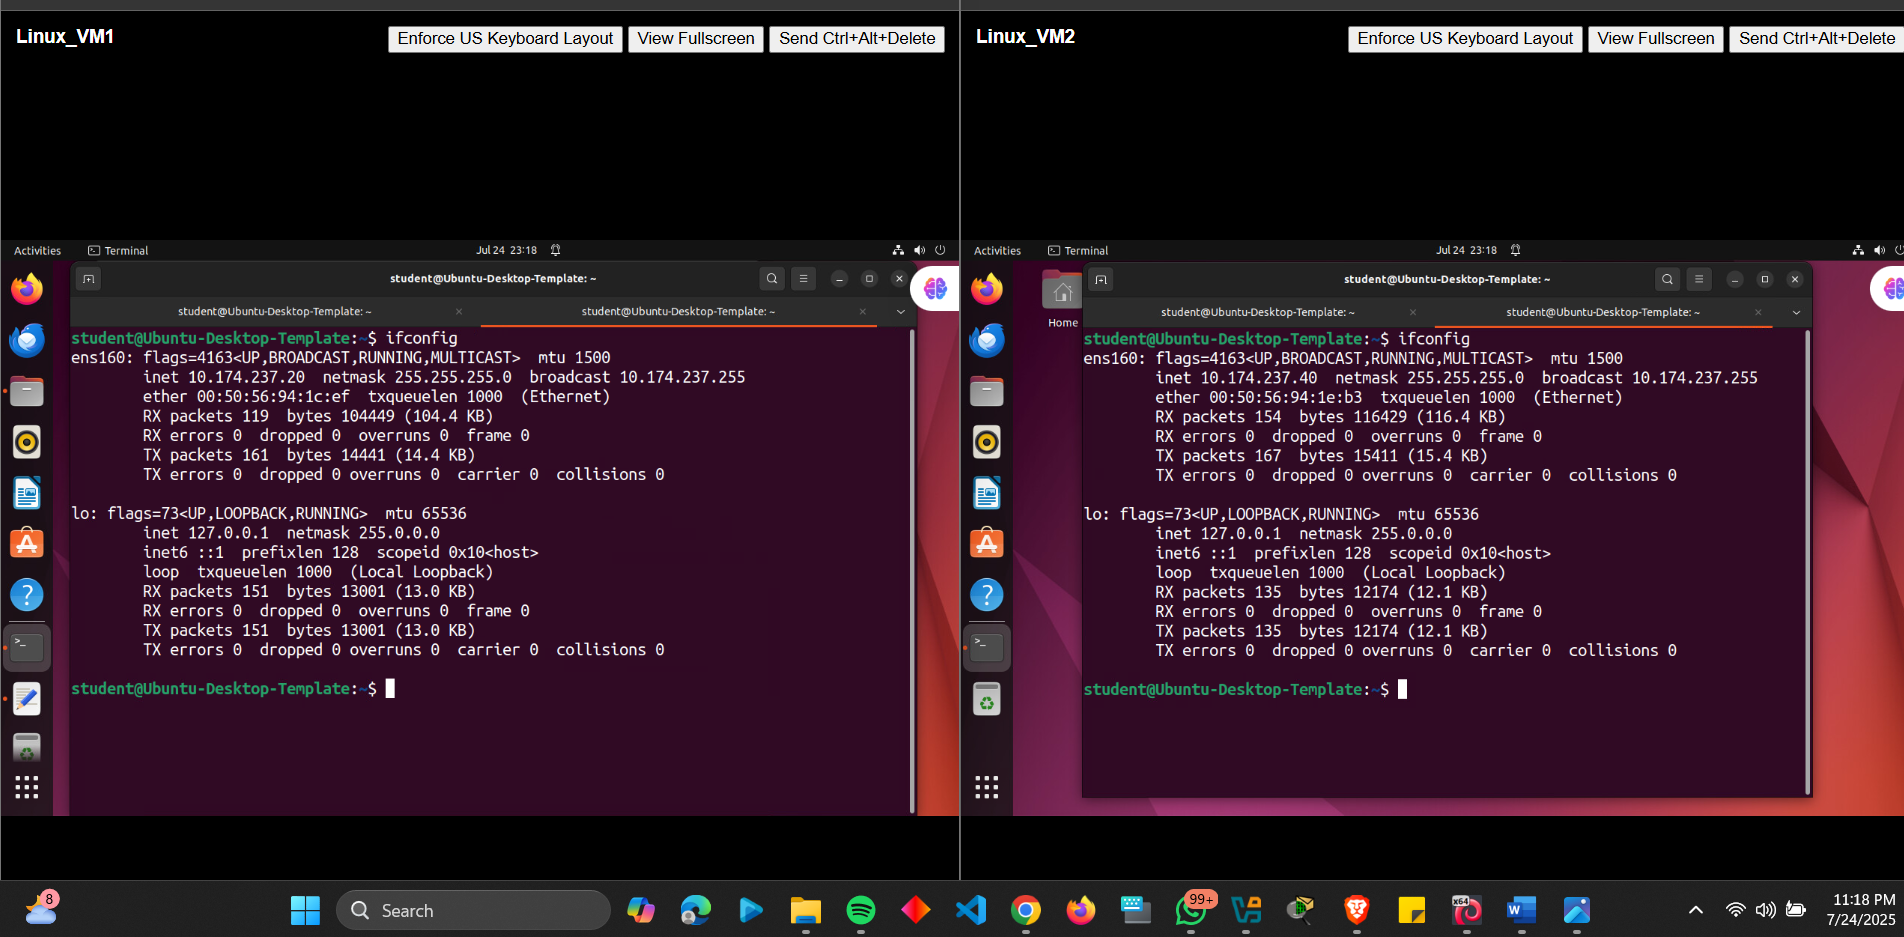 Linux_VM1
Enforce US Keyboard Layout View Fullscreen Send Ctrl+Alt+Delete
Activities Terminal Jul 24 23:18
student@Ubuntu-Desktop-Template: ~
student@Ubuntu-Desktop-Template: ~ student@Ubuntu-Desktop-Template: ~
student@Ubuntu-Desktop-Template:~$ ifconfig
ens160: flags=4163<UP,BROADCAST,RUNNING,MULTICAST>  mtu 1500
        inet 10.174.237.20  netmask 255.255.255.0  broadcast 10.174.237.255
        ether 00:50:56:94:1c:ef  txqueuelen 1000  (Ethernet)
        RX packets 119  bytes 104449 (104.4 KB)
        RX errors 0  dropped 0  overruns 0  frame 0
        TX packets 161  bytes 14441 (14.4 KB)
        TX errors 0  dropped 0 overruns 0  carrier 0  collisions 0
lo: flags=73<UP,LOOPBACK,RUNNING>  mtu 65536
        inet 127.0.0.1  netmask 255.0.0.0
        inet6 ::1  prefixlen 128  scopeid 0x10<host>
        loop  txqueuelen 1000  (Local Loopback)
        RX packets 151  bytes 13001 (13.0 KB)
        RX errors 0  dropped 0  overruns 0  frame 0
        TX packets 151  bytes 13001 (13.0 KB)
        TX errors 0  dropped 0 overruns 0  carrier 0  collisions 0
student@Ubuntu-Desktop-Template:~$
Linux_VM2
Enforce US Keyboard Layout View Fullscreen Send Ctrl+Alt+Delete
Activities Terminal Jul 24 23:18
Home
student@Ubuntu-Desktop-Template: ~
student@Ubuntu-Desktop-Template: ~ student@Ubuntu-Desktop-Template: ~
student@Ubuntu-Desktop-Template:~$ ifconfig
ens160: flags=4163<UP,BROADCAST,RUNNING,MULTICAST>  mtu 1500
        inet 10.174.237.40  netmask 255.255.255.0  broadcast 10.174.237.255
        ether 00:50:56:94:1e:b3  txqueuelen 1000  (Ethernet)
        RX packets 154  bytes 116429 (116.4 KB)
        RX errors 0  dropped 0  overruns 0  frame 0
        TX packets 167  bytes 15411 (15.4 KB)
        TX errors 0  dropped 0 overruns 0  carrier 0  collisions 0
lo: flags=73<UP,LOOPBACK,RUNNING>  mtu 65536
        inet 127.0.0.1  netmask 255.0.0.0
        inet6 ::1  prefixlen 128  scopeid 0x10<host>
        loop  txqueuelen 1000  (Local Loopback)
        RX packets 135  bytes 12174 (12.1 KB)
        RX errors 0  dropped 0  overruns 0  frame 0
        TX packets 135  bytes 12174 (12.1 KB)
        TX errors 0  dropped 0 overruns 0  carrier 0  collisions 0
student@Ubuntu-Desktop-Template:~$
8
Search
99+
x64
W
11:18 PM
7/24/2025